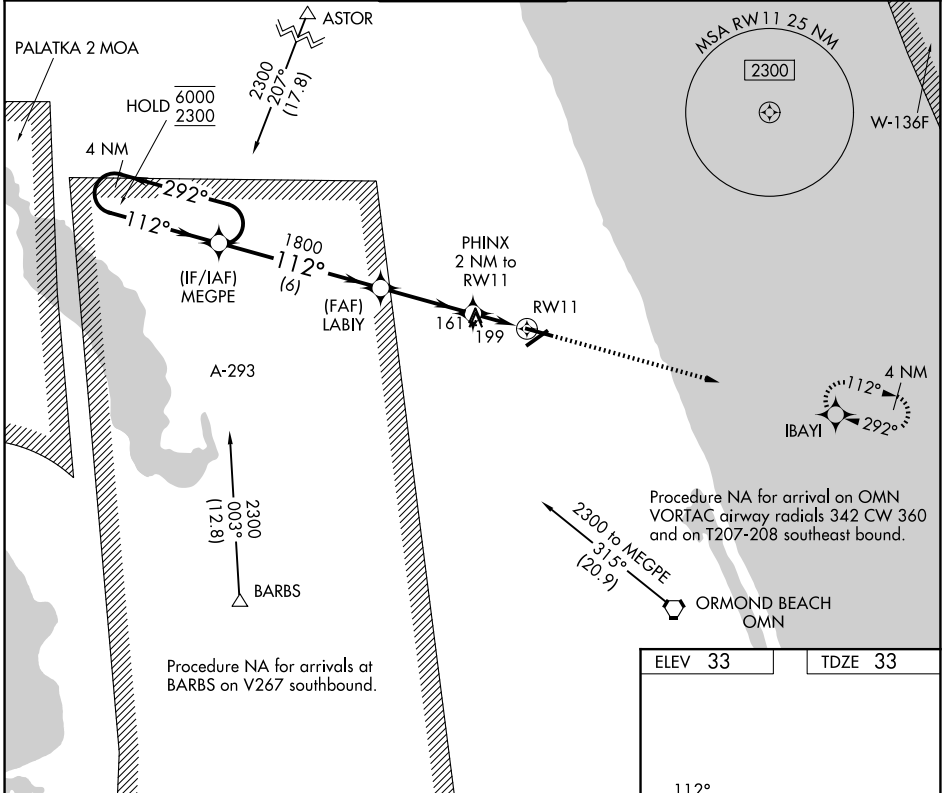 ASTOR
PALATKA 2 MOA
2300
207°
(17.8)
HOLD 6000
2300
4 NM
292°
112°
MSA RW11 25 NM
2300
W-136F
(IF/IAF)
MEGPE
1800
112°
(6)
(FAF)
LABIY
PHINX
2 NM to
RW11
161
199
RW11
A-293
4 NM
112°
292°
IBAYI
2300
003°
(12.8)
BARBS
Procedure NA for arrival on OMN
VORTAC airway radials 342 CW 360
and on T207-208 southeast bound.
2300 to MEGPE
315°
(20.9)
ORMOND BEACH
OMN
Procedure NA for arrivals at
BARBS on V267 southbound.
ELEV 33
TDZE 33
112°